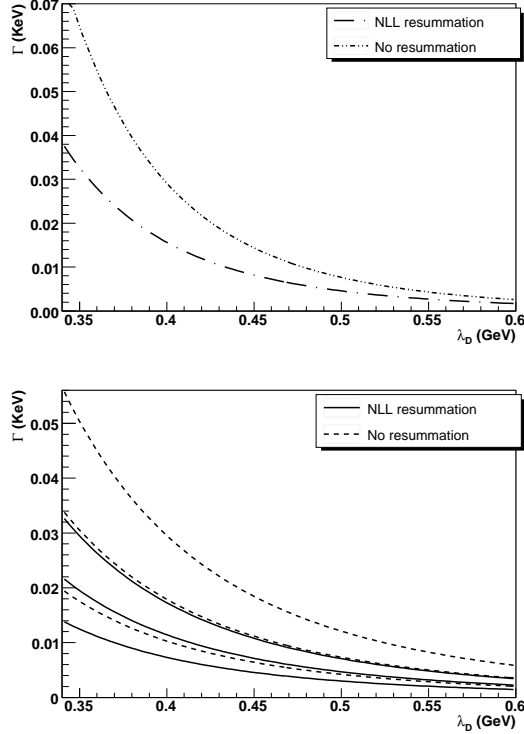 Γ (KeV)
NLL resummation
No resummation
0.07
0.06
0.05
0.04
0.03
0.02
0.01
0.00
0.35 0.4 0.45 0.5 0.55 0.6
λD (GeV)
Γ (KeV)
NLL resummation
No resummation
0.05
0.04
0.03
0.02
0.01
0
0.35 0.4 0.45 0.5 0.55 0.6
λD (GeV)